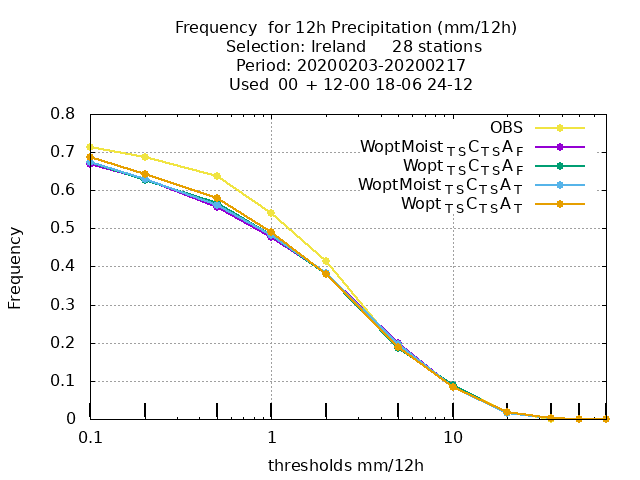 Frequency for 12h Precipitation (mm/12h)
Selection: Ireland 28 stations
Period: 20200203-20200217
Used 00 + 12-00 18-06 24-12
0.8
0.7
0.6
0.5
0.4
0.3
0.2
0.1
0
Frequency
OBS
WoptMoist TS C TS A F
Wopt TS C TS A F
WoptMoist TS C TS A T
Wopt TS C TS A T
0.1 1 10
thresholds mm/12h